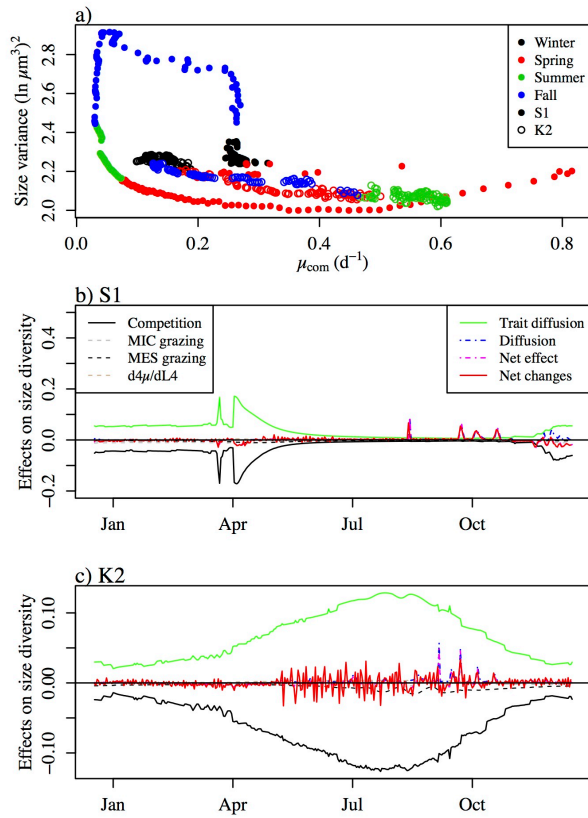 a)
Size variance (ln μm³)²
2.8
2.6
2.4
2.2
2.0
Winter
Spring
Summer
Fall
S1
K2
0.0 0.2 0.4 0.6 0.8
μcom (d⁻¹)
b) S1
Effects on size diversity
0.4
0.2
0.0
−0.2
Competition
MIC grazing
MES grazing
d4μ/dL4
Trait diffusion
Diffusion
Net effect
Net changes
Jan Apr Jul Oct
c) K2
Effects on size diversity
0.10
0.00
−0.10
Jan Apr Jul Oct